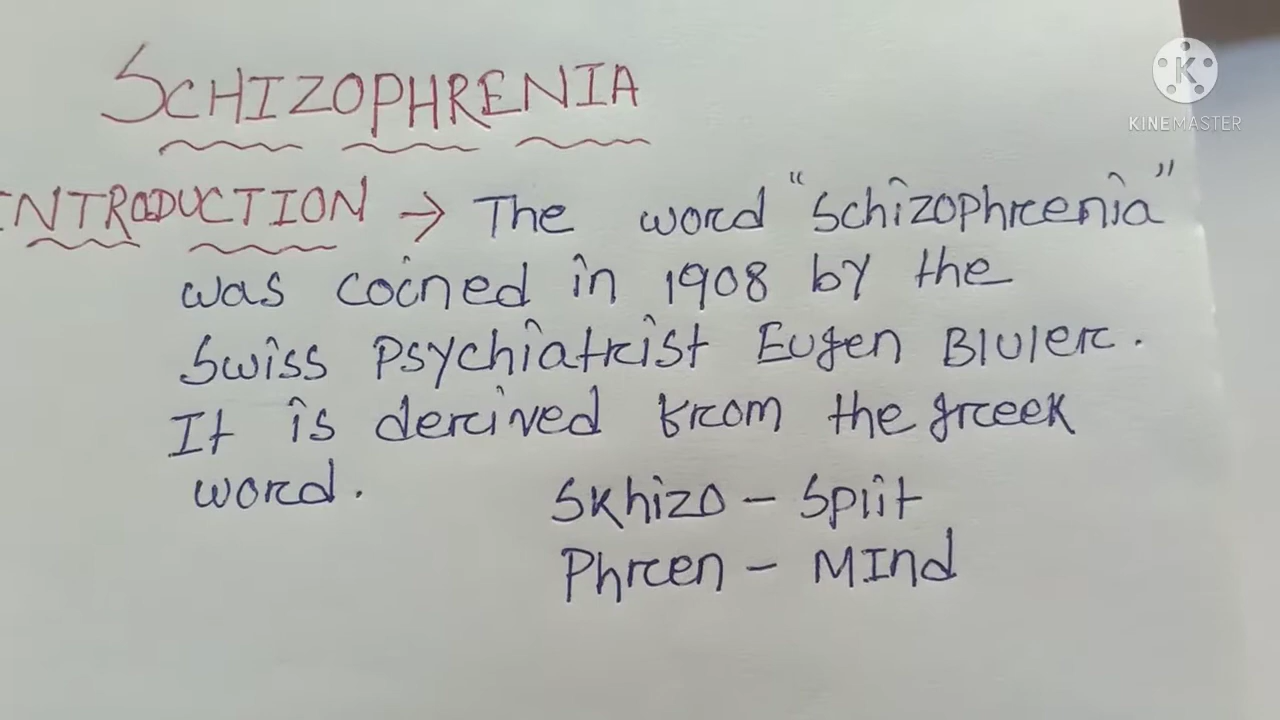 SCHIZOPHRENIA
KINEMASTER
INTRODUCTION → The word "Schizophrenia"
was coined in 1908 by the
Swiss Psychiatrist Eugen Bluler.
It is derived from the greek
word.
Skhizo - Split
Phren - MInd